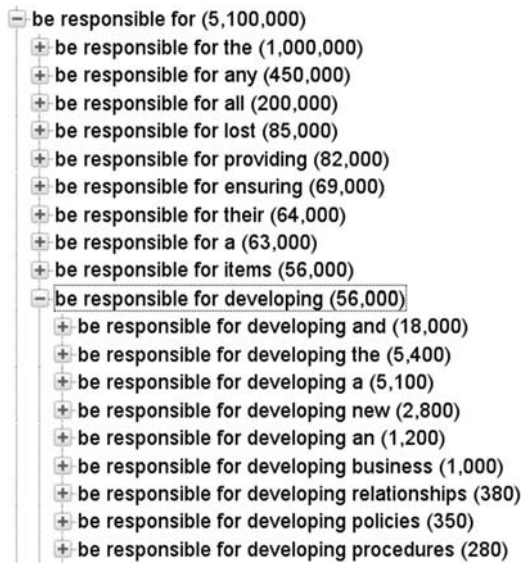 be responsible for (5,100,000)
be responsible for the (1,000,000)
be responsible for any (450,000)
be responsible for all (200,000)
be responsible for lost (85,000)
be responsible for providing (82,000)
be responsible for ensuring (69,000)
be responsible for their (64,000)
be responsible for a (63,000)
be responsible for items (56,000)
be responsible for developing (56,000)
be responsible for developing and (18,000)
be responsible for developing the (5,400)
be responsible for developing a (5,100)
be responsible for developing new (2,800)
be responsible for developing an (1,200)
be responsible for developing business (1,000)
be responsible for developing relationships (380)
be responsible for developing policies (350)
be responsible for developing procedures (280)